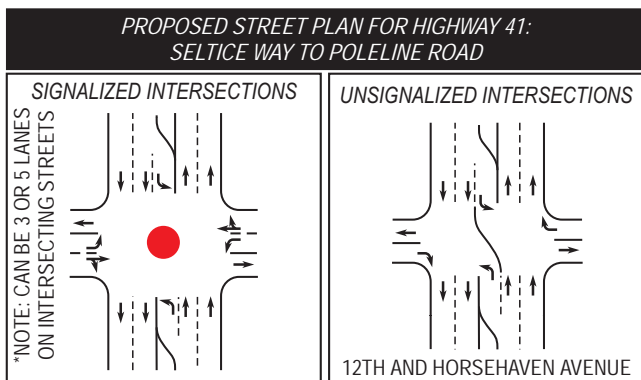 PROPOSED STREET PLAN FOR HIGHWAY 41:
SELTICE WAY TO POLELINE ROAD
SIGNALIZED INTERSECTIONS
*NOTE: CAN BE 3 OR 5 LANES
ON INTERSECTING STREETS
UNSIGNALIZED INTERSECTIONS
12TH AND HORSEHAVEN AVENUE